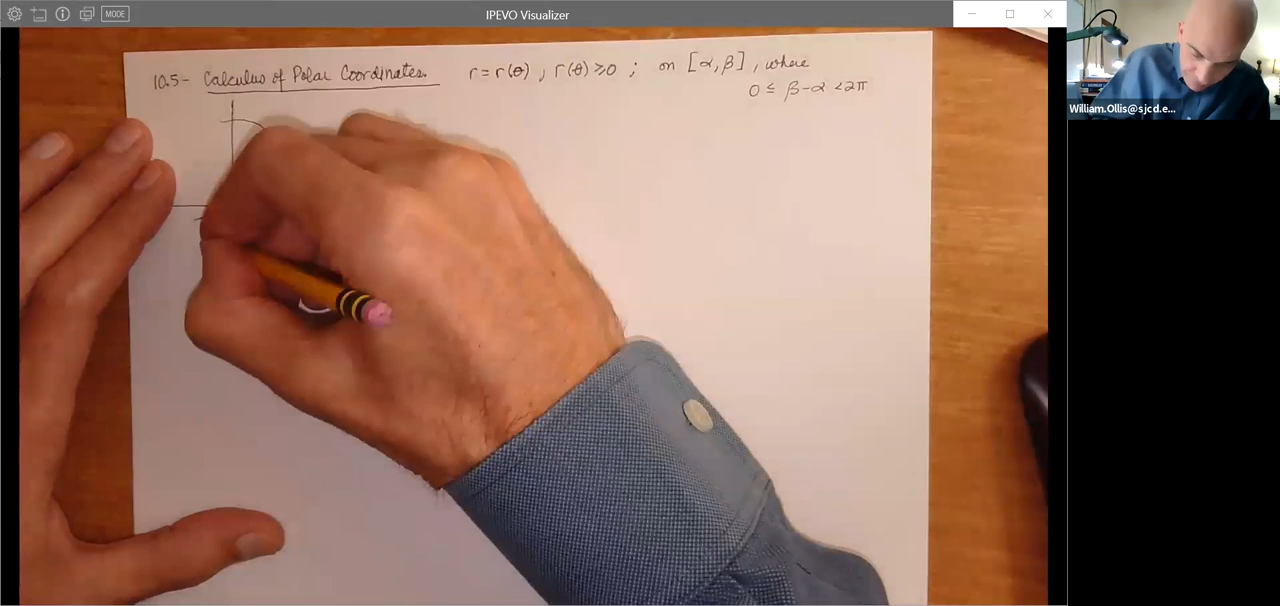 MODE
IPEVO Visualizer
10.5 - Calculus of Polar Coordinates. r = r(θ), r(θ) ≥ 0 ; on [α, β], where
0 ≤ β - α < 2π
William.Ollis@sjcd.e...